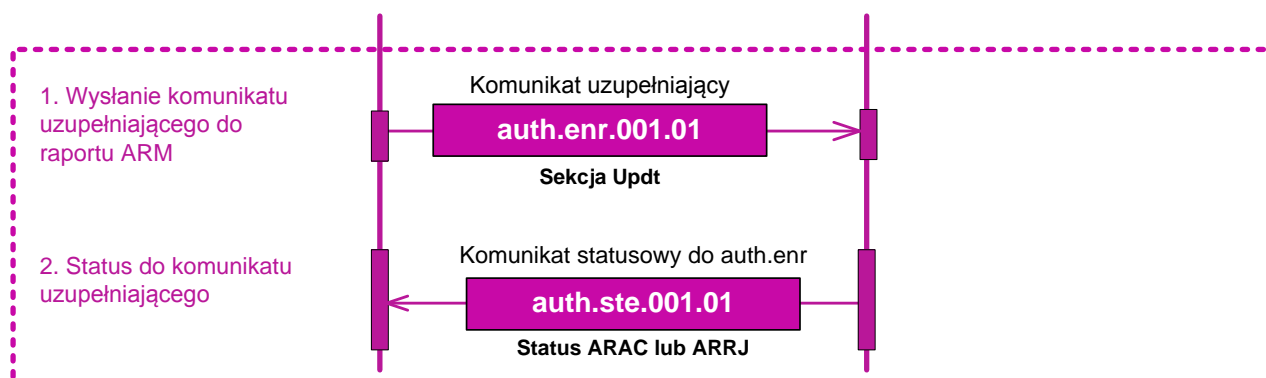 1. Wysłanie komunikatu
uzupełniającego do
raportu ARM
Komunikat uzupełniający
auth.enr.001.01
Sekcja Updt
2. Status do komunikatu
uzupełniającego
Komunikat statusowy do auth.enr
auth.ste.001.01
Status ARAC lub ARRJ